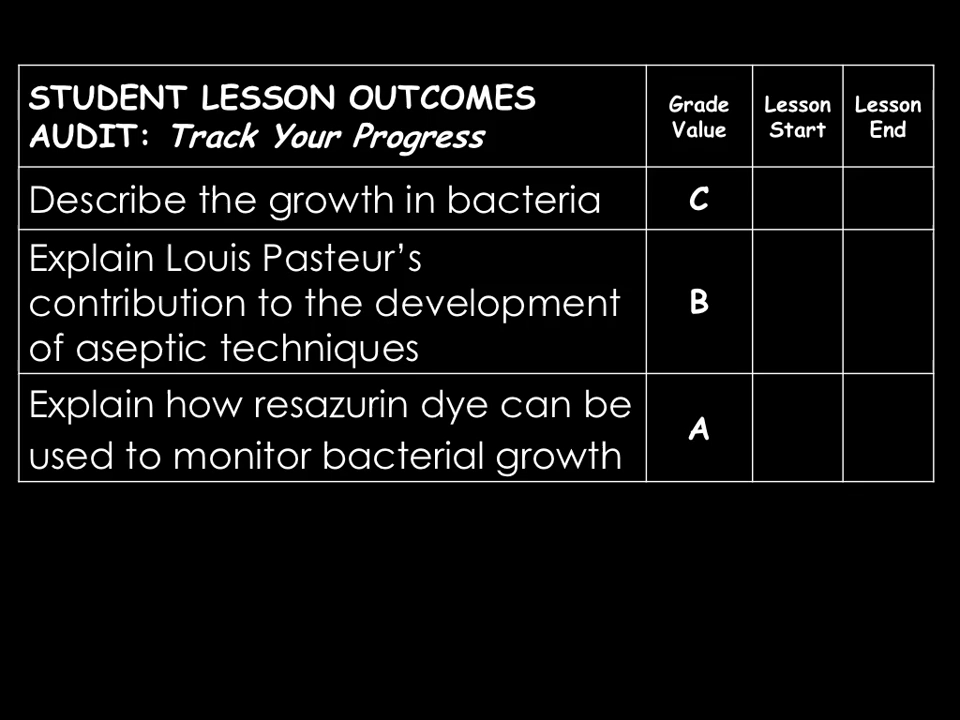 STUDENT LESSON OUTCOMES
AUDIT: Track Your Progress
Grade
Value
Lesson
Start
Lesson
End
Describe the growth in bacteria
C
Explain Louis Pasteur’s
contribution to the development
of aseptic techniques
B
Explain how resazurin dye can be
used to monitor bacterial growth
A